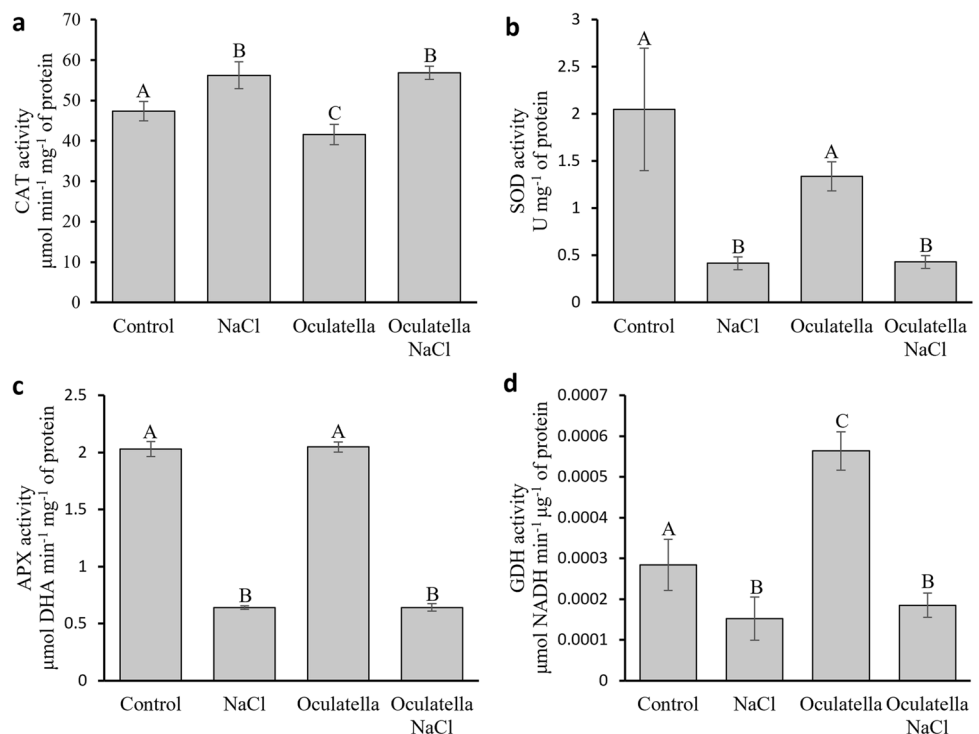 a
CAT activity
µmol min⁻¹ mg⁻¹ of protein
70
60
50
40
30
20
10
0
A
B
C
B
Control
NaCl
Oculatella
Oculatella
NaCl
b
SOD activity
U mg⁻¹ of protein
3
2.5
2
1.5
1
0.5
0
A
B
A
B
Control
NaCl
Oculatella
Oculatella
NaCl
c
APX activity
µmol DHA min⁻¹ mg⁻¹ of protein
2.5
2
1.5
1
0.5
0
A
B
A
B
Control
NaCl
Oculatella
Oculatella
NaCl
d
GDH activity
µmol NADH min⁻¹ µg⁻¹ of protein
0.0007
0.0006
0.0005
0.0004
0.0003
0.0002
0.0001
0
A
B
C
B
Control
NaCl
Oculatella
Oculatella
NaCl